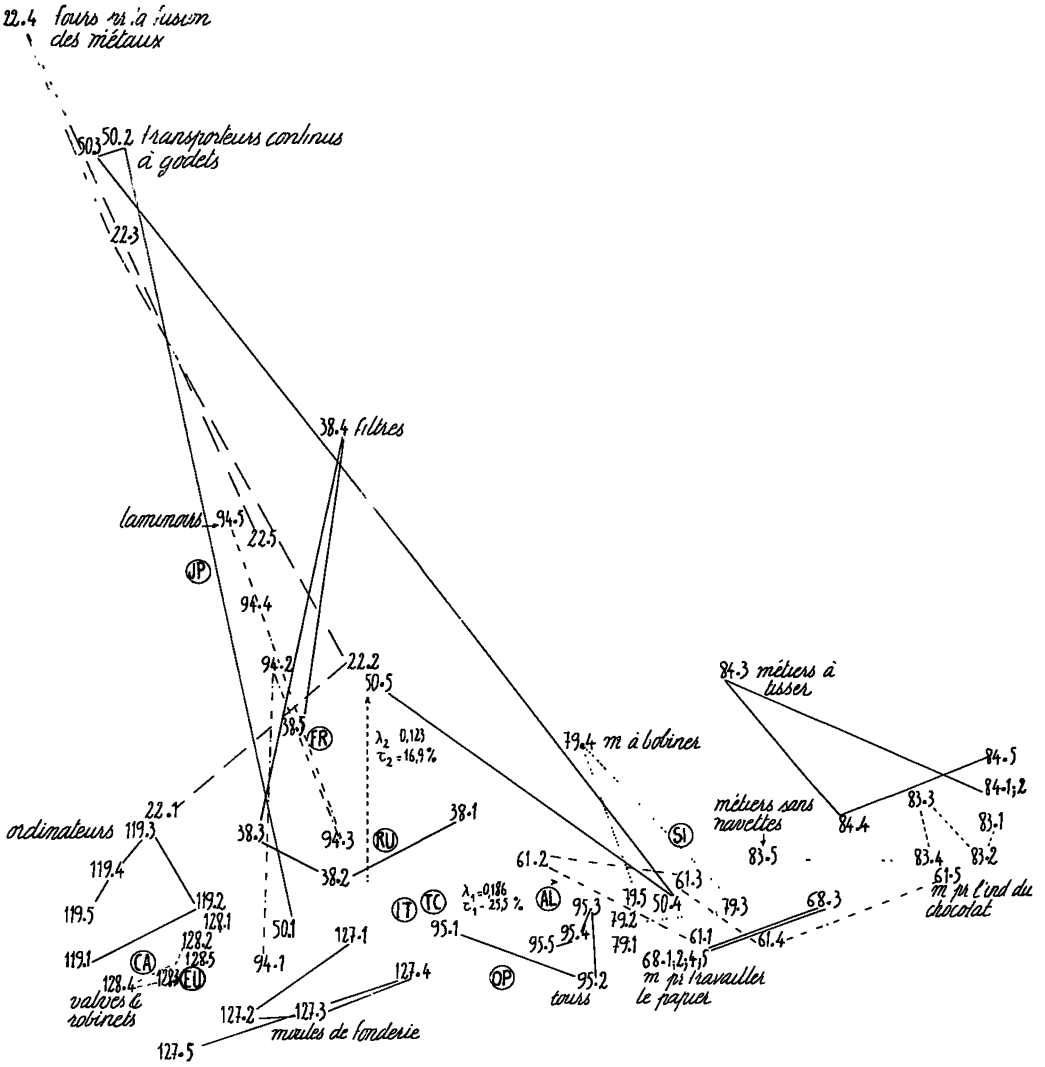 22.4 fours pr la fusion
des métaux
50.3 50.2 transporteurs continus
à godets
22.3
38.4 filtres
laminoirs 94.5
22.5
JP
94.4
94.2 22.2
50.5
84.3 métiers à
tisser
38.5 FR
λ₂ 0,123
τ₂ = 16,9 %
79.4 m à bobiner
84.5
84.1;2
22.1
ordinateurs 119.3
38.3 94.3 RU 38.1
métiers sans
navettes
84.4 83.3 83.1
SI
119.4
38.2
61.2 61.3
83.5 83.4 83.2
61.5
m pr l'ind du
chocolat
119.5 119.2
128.1
50.1
IT TC
λ₁ = 0,186
τ₁ - 25,5 %
AL
95.3 79.5 50.4 79.3 68.3
128.2
127.1 95.1
95.4 79.2
95.5 79.1 61.1 61.4
119.1 CA 128.5
94.1
68.1;2;4;5
m pr travailler
le papier
128.4 128.3 EU
valves &
robinets
127.4 OP 95.2
tours
127.2 127.3
moules de fonderie
127.5